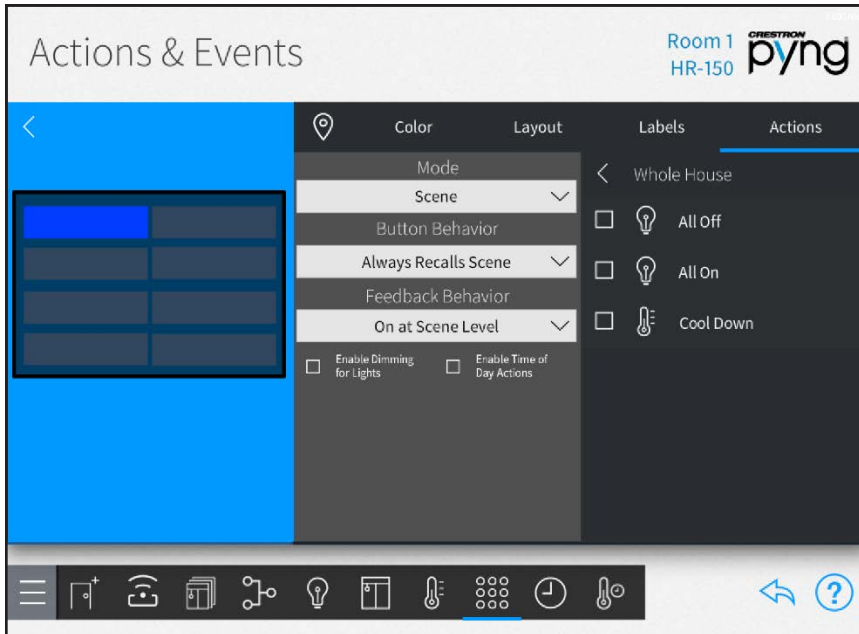 Actions & Events
Room 1
HR-150
CRESTRON
pyng
Color
Layout
Labels
Actions
Mode
Scene
Button Behavior
Always Recalls Scene
Feedback Behavior
On at Scene Level
Enable Dimming
for Lights
Enable Time of
Day Actions
Whole House
All Off
All On
Cool Down
?